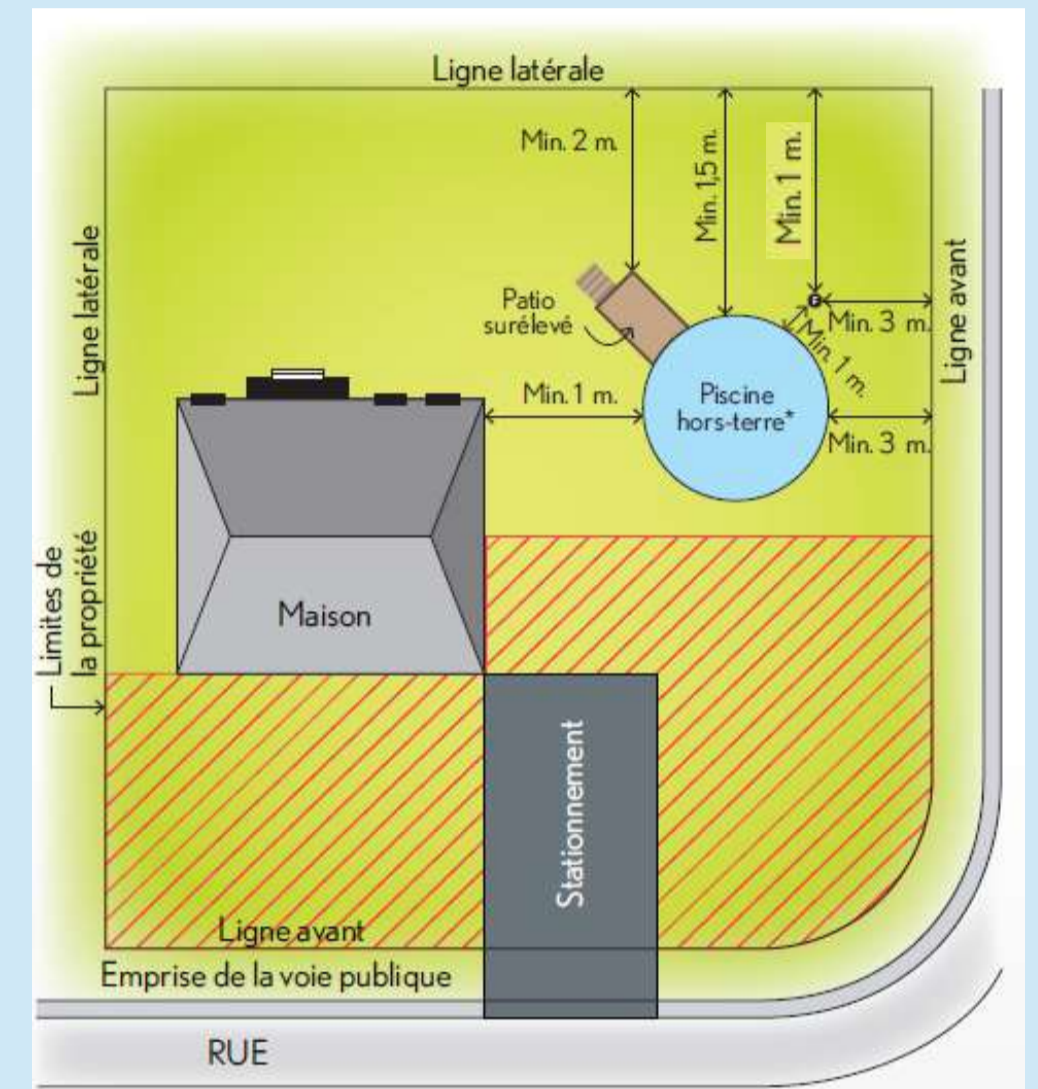 Ligne latérale
Min. 2 m.
Min. 1,5 m.
Min. 1 m.
Ligne latérale
Ligne avant
Patio
surélevé
F
Min. 3 m.
Min. 1 m.
Min. 1 m.
Piscine
hors-terre*
Min. 3 m.
Limites de
la propriété
Maison
Stationnement
Ligne avant
Emprise de la voie publique
RUE